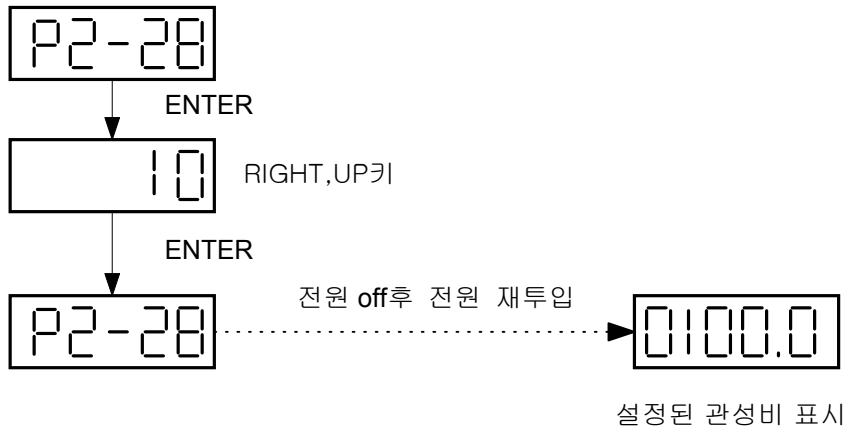 P2-28
ENTER
10
RIGHT,UP키
ENTER
P2-28
전원 off후 전원 재투입
0100.0
설정된 관성비 표시